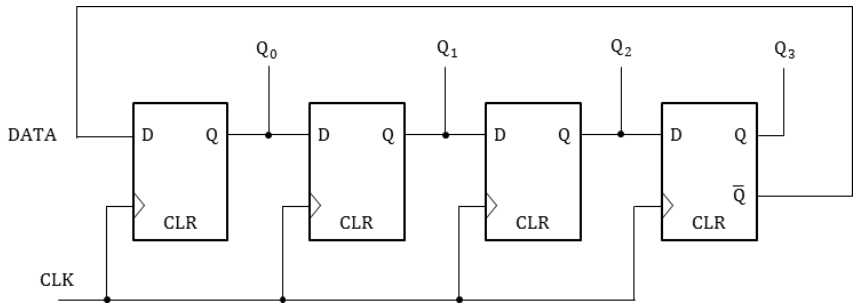 Q0 Q1 Q2 Q3
DATA D Q D Q D Q D Q
Q̅
CLR CLR CLR CLR
CLK